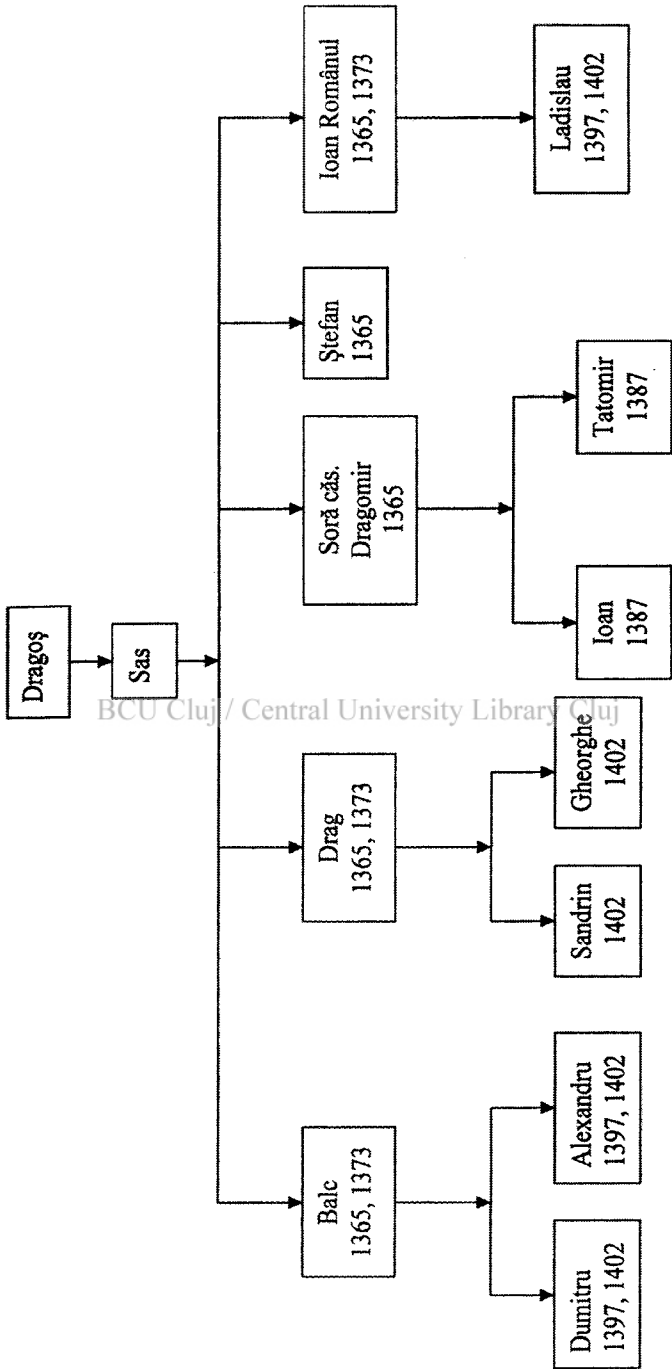 Dragoș
Sas
Balc
1365, 1373
Drag
1365, 1373
Soră căs.
Dragomir
1365
Ștefan
1365
Ioan Românul
1365, 1373
Dumitru
1397, 1402
Alexandru
1397, 1402
Sandrin
1402
Gheorghe
1402
Ioan
1387
Tatomir
1387
Ladislau
1397, 1402
BCU Cluj / Central University Library Cluj